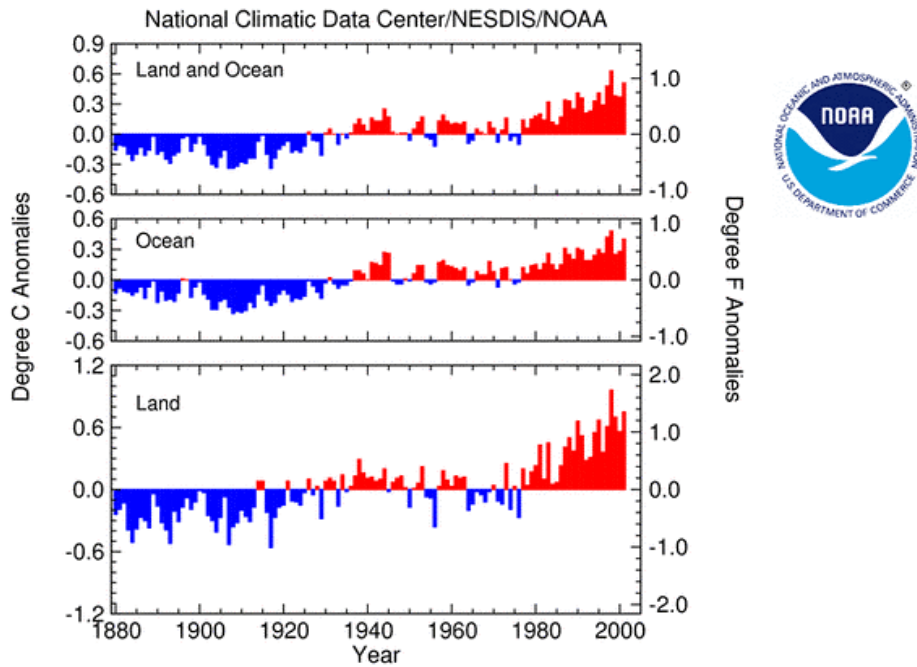 National Climatic Data Center/NESDIS/NOAA
Degree C Anomalies
0.9
0.6
0.3
0.0
-0.3
-0.6
Land and Ocean
1.0
0.0
-1.0
0.6
0.3
0.0
-0.3
-0.6
Ocean
1.0
0.0
-1.0
1.2
0.6
0.0
-0.6
-1.2
Land
2.0
1.0
0.0
-1.0
-2.0
Degree F Anomalies
1880 1900 1920 1940 1960 1980 2000
Year
NATIONAL OCEANIC AND ATMOSPHERIC
®
NOAA
U.S. DEPARTMENT OF COMMERCE